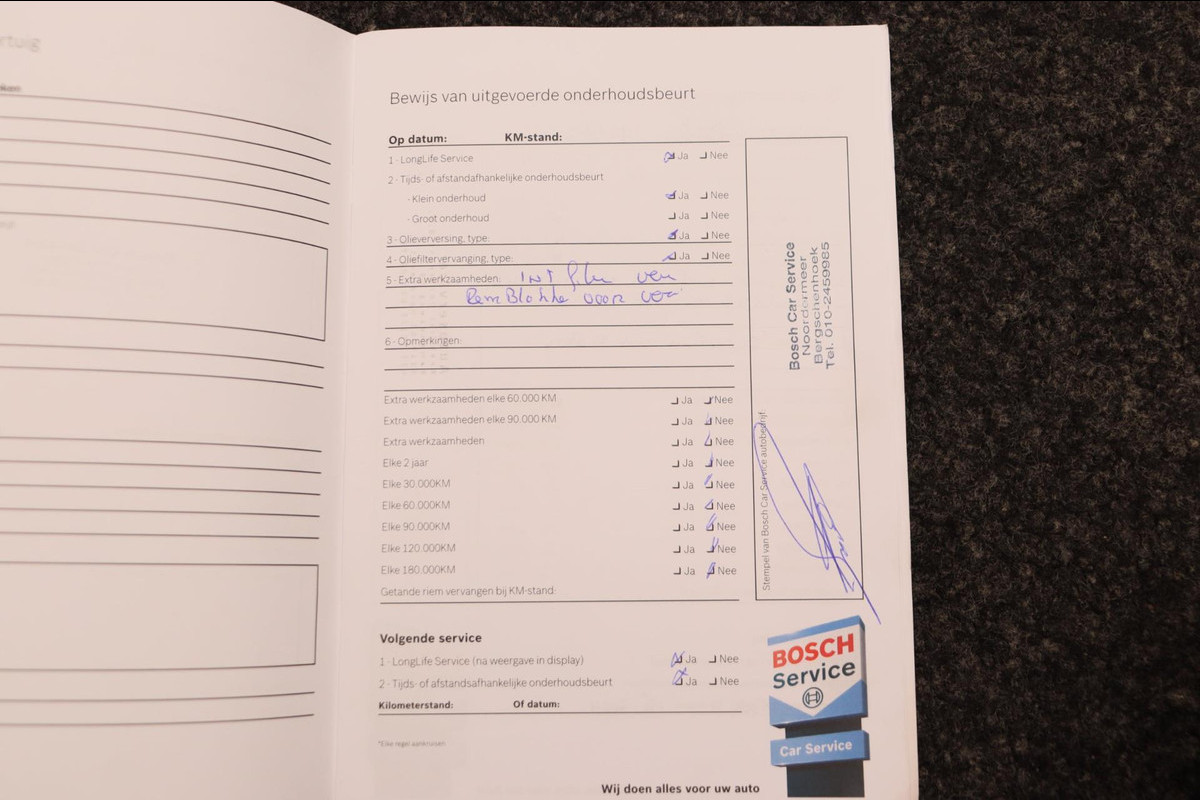 rtuig
Bewijs van uitgevoerde onderhoudsbeurt
Op datum: KM-stand:
1 - LongLife Service Ja Nee
2 - Tijds- of afstandafhankelijke onderhoudsbeurt
- Klein onderhoud Ja Nee
- Groot onderhoud Ja Nee
3 - Olieverversing, type: Ja Nee
4 - Oliefiltervervanging, type: Ja Nee
5 - Extra werkzaamheden: INT
RemBlokke voor
6 - Opmerkingen:
Extra werkzaamheden elke 60.000 KM Ja Nee
Extra werkzaamheden elke 90.000 KM Ja Nee
Extra werkzaamheden Ja Nee
Elke 2 jaar Ja Nee
Elke 30.000KM Ja Nee
Elke 60.000KM Ja Nee
Elke 90.000KM Ja Nee
Elke 120.000KM Ja Nee
Elke 180.000KM Ja Nee
Getande riem vervangen bij KM-stand:
Bosch Car Service
Noordermeer
Bergschenhoek
Tel. 010-2459985
Stempel van Bosch Car Service autobedrijf:
Volgende service
1 - LongLife Service (na weergave in display) Ja Nee
2 - Tijds- of afstandsafhankelijke onderhoudsbeurt Ja Nee
Kilometerstand: Of datum:
*Elke regel aankruisen
BOSCH
Service
Car Service
Wij doen alles voor uw auto